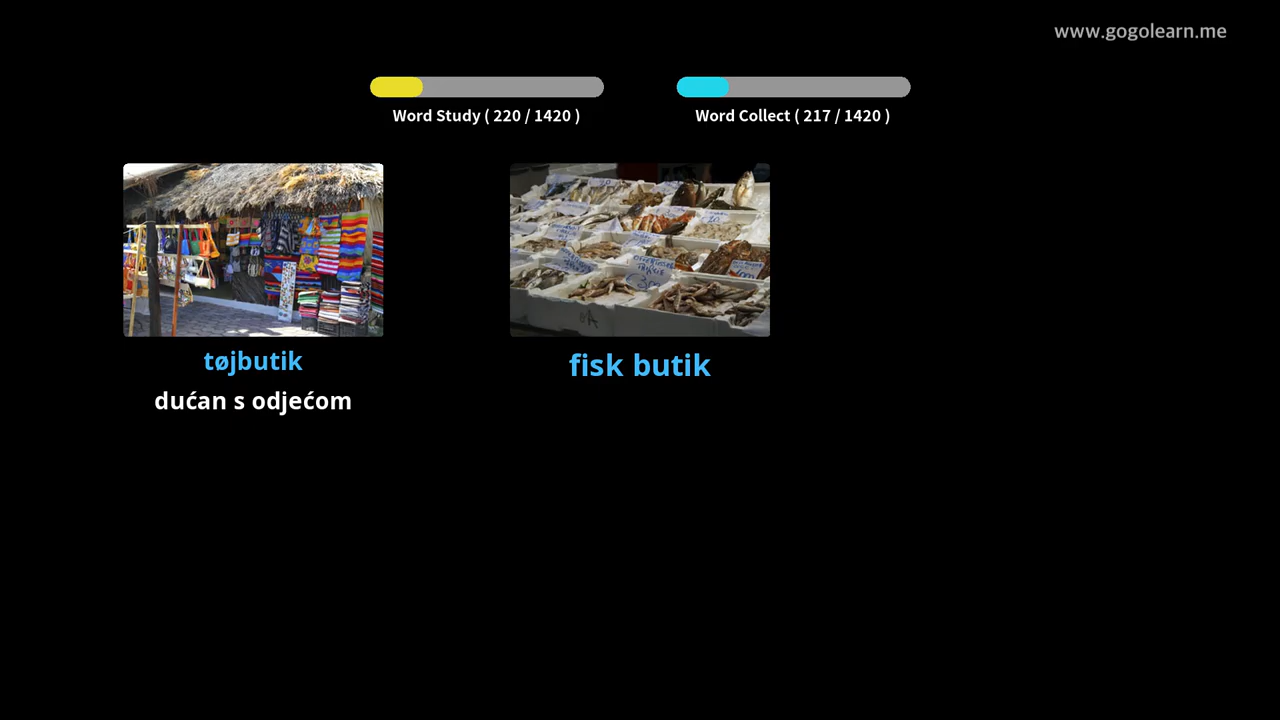 www.gogolearn.me
Word Study ( 220 / 1420 )
Word Collect ( 217 / 1420 )
tøjbutik
dućan s odjećom
fisk butik